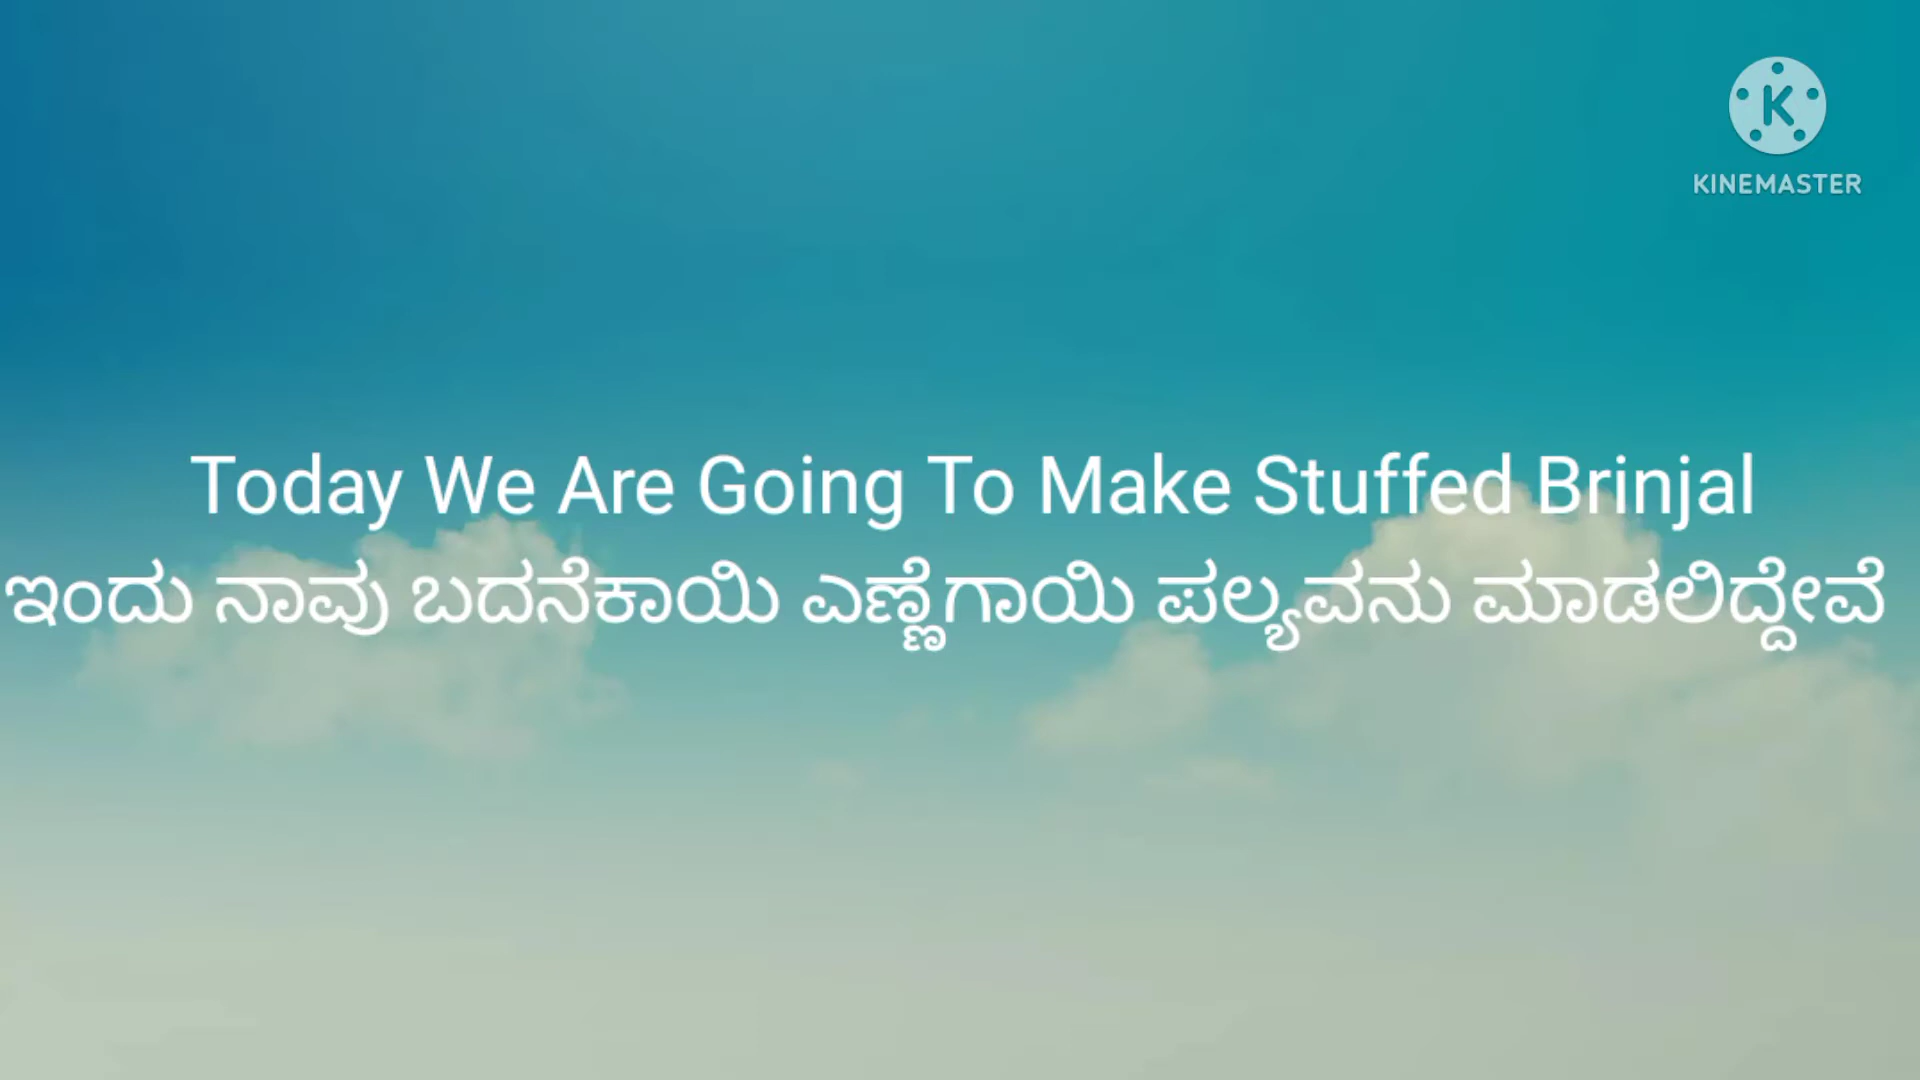 KINEMASTER
Today We Are Going To Make Stuffed Brinjal
ಇಂದು ನಾವು ಬದನೆಕಾಯಿ ಎಣ್ಣೆಗಾಯಿ ಪಲ್ಯವನು ಮಾಡಲಿದ್ದೇವೆ